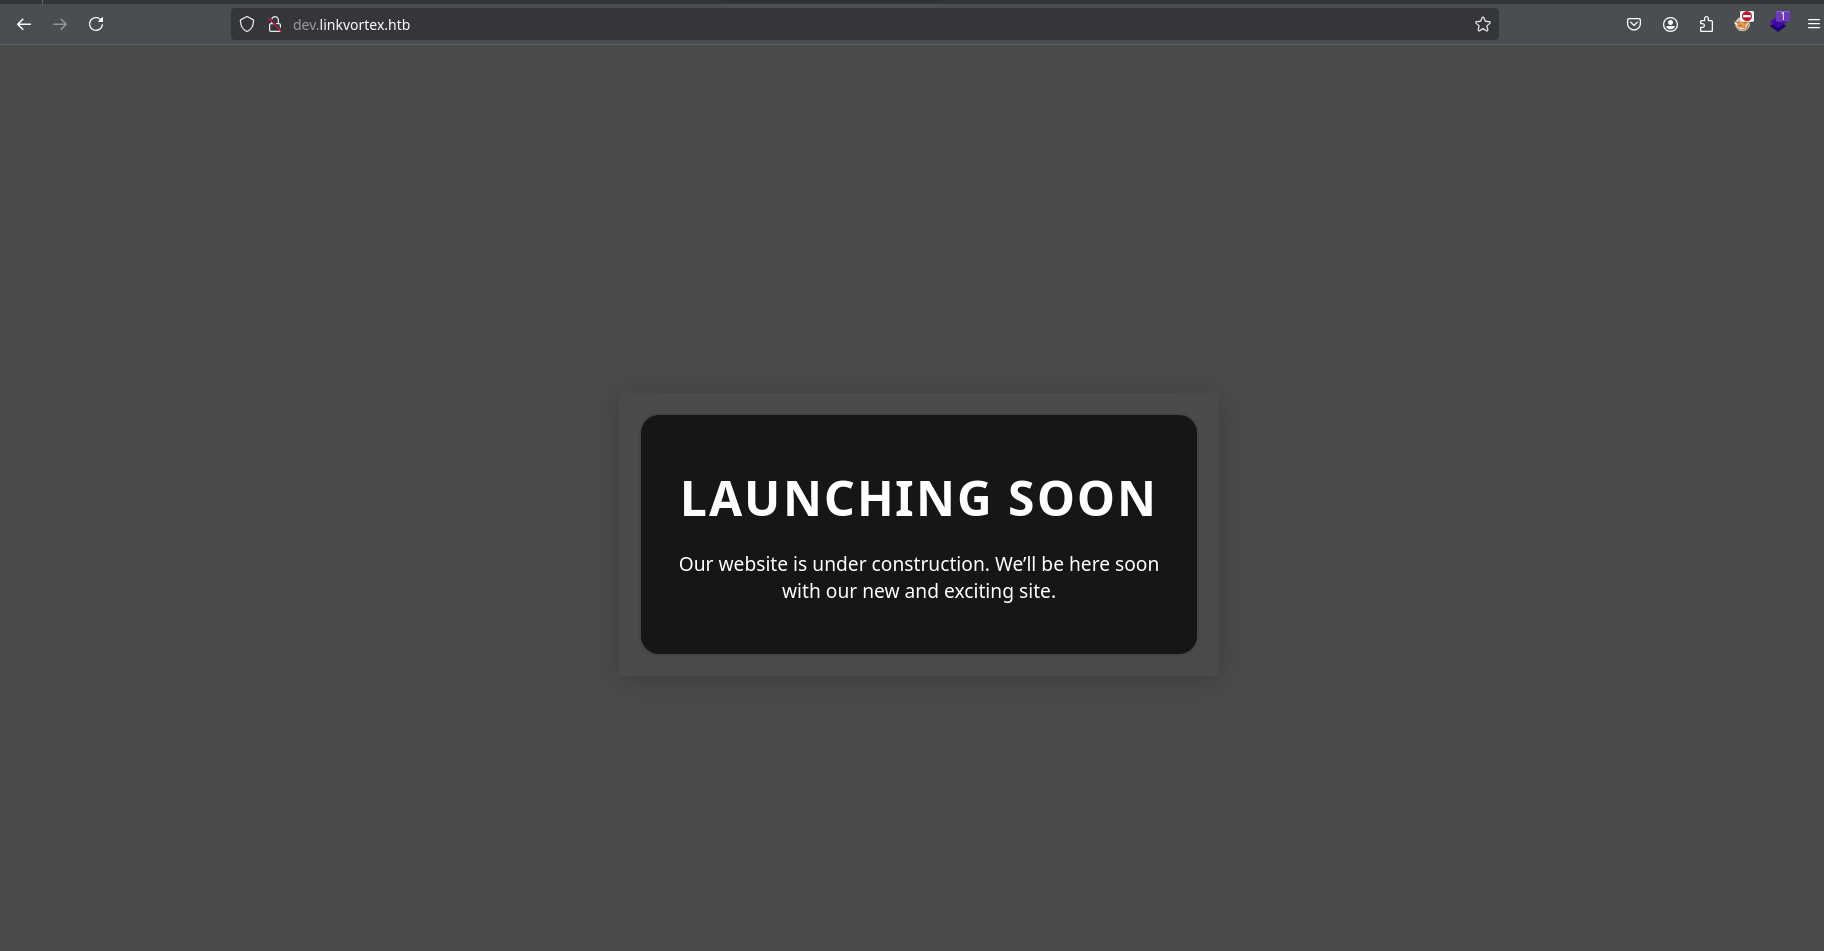 dev.linkvortex.htb
1
LAUNCHING SOON
Our website is under construction. We’ll be here soon
with our new and exciting site.